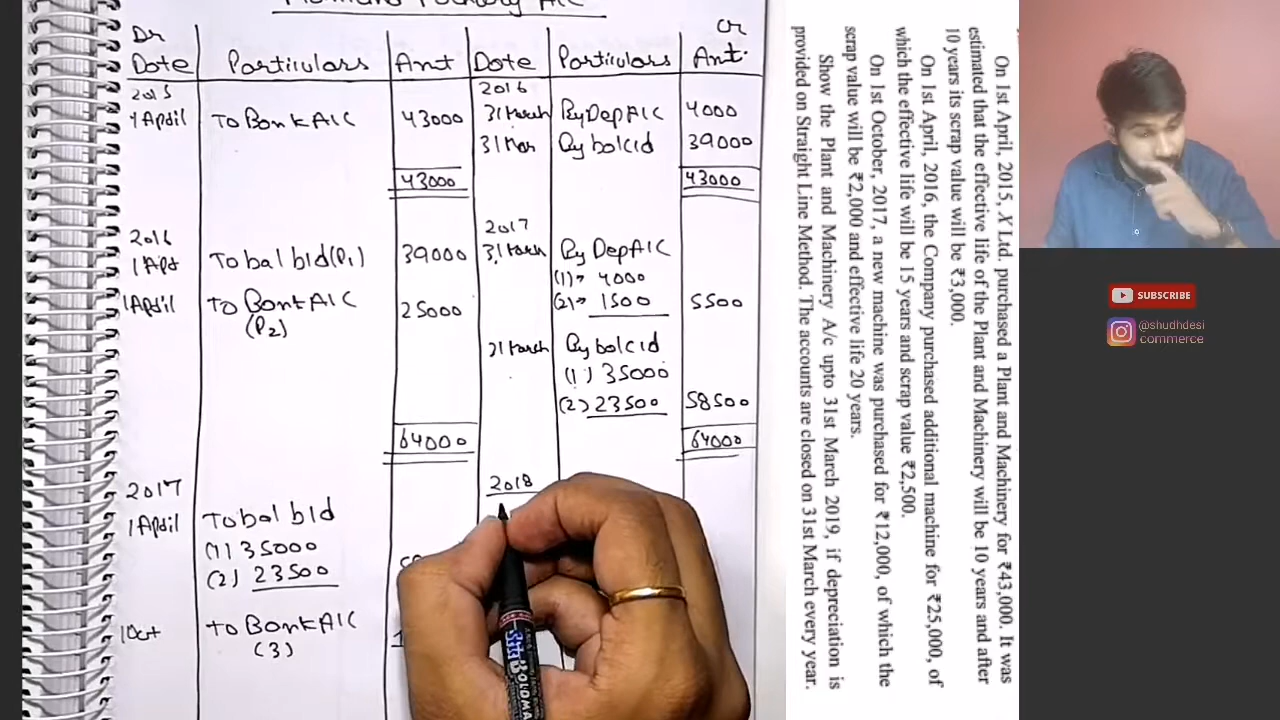 Dr
Cr
Date Particulars Amt Date Particulars Amt.
2015
2016
1 April To Bank A/C 43000 31 March By Dep A/C 4000
31 Mar By bal c/d 39000
43000 43000
2016
2017
1 Apr To bal b/d (P1) 39000 31 March By Dep A/C
(1)→ 4000
1 April To Bank A/C 25000 (2)→ 1500 5500
(P2)
31 March By bal c/d
(1) 35000
(2) 23500 58500
64000 64000
2017
2018
1 April To bal b/d
(1) 35000
(2) 23500
1 Oct To Bank A/C
(3)
On 1st April, 2015, X Ltd. purchased a Plant and Machinery for ₹43,000. It was
estimated that the effective life of the Plant and Machinery will be 10 years and after
10 years its scrap value will be ₹3,000.
On 1st April, 2016, the Company purchased additional machine for ₹25,000, of
which the effective life will be 15 years and scrap value ₹2,500.
On 1st October, 2017, a new machine was purchased for ₹12,000, of which the
scrap value will be ₹2,000 and effective life 20 years.
Show the Plant and Machinery A/c upto 31st March 2019, if depreciation is
provided on Straight Line Method. The accounts are closed on 31st March every year.
SUBSCRIBE
@shudhdesi
commerce